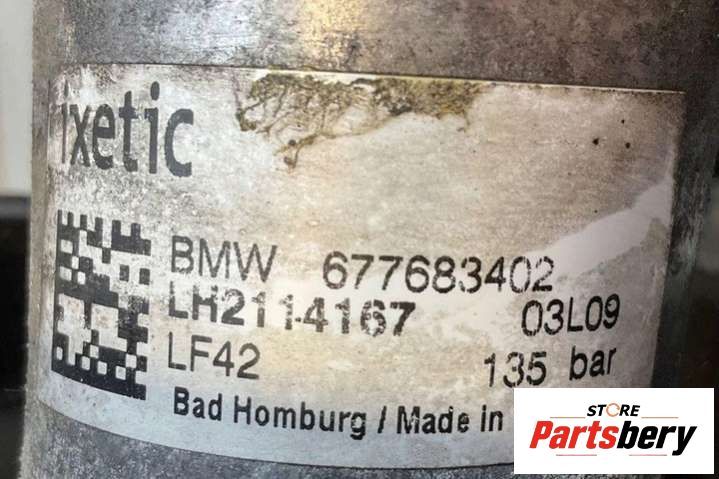 ixetic
BMW 677683402
LH2114167 03L09
LF42 135 bar
Bad Homburg / Made in
STORE
Partsbery